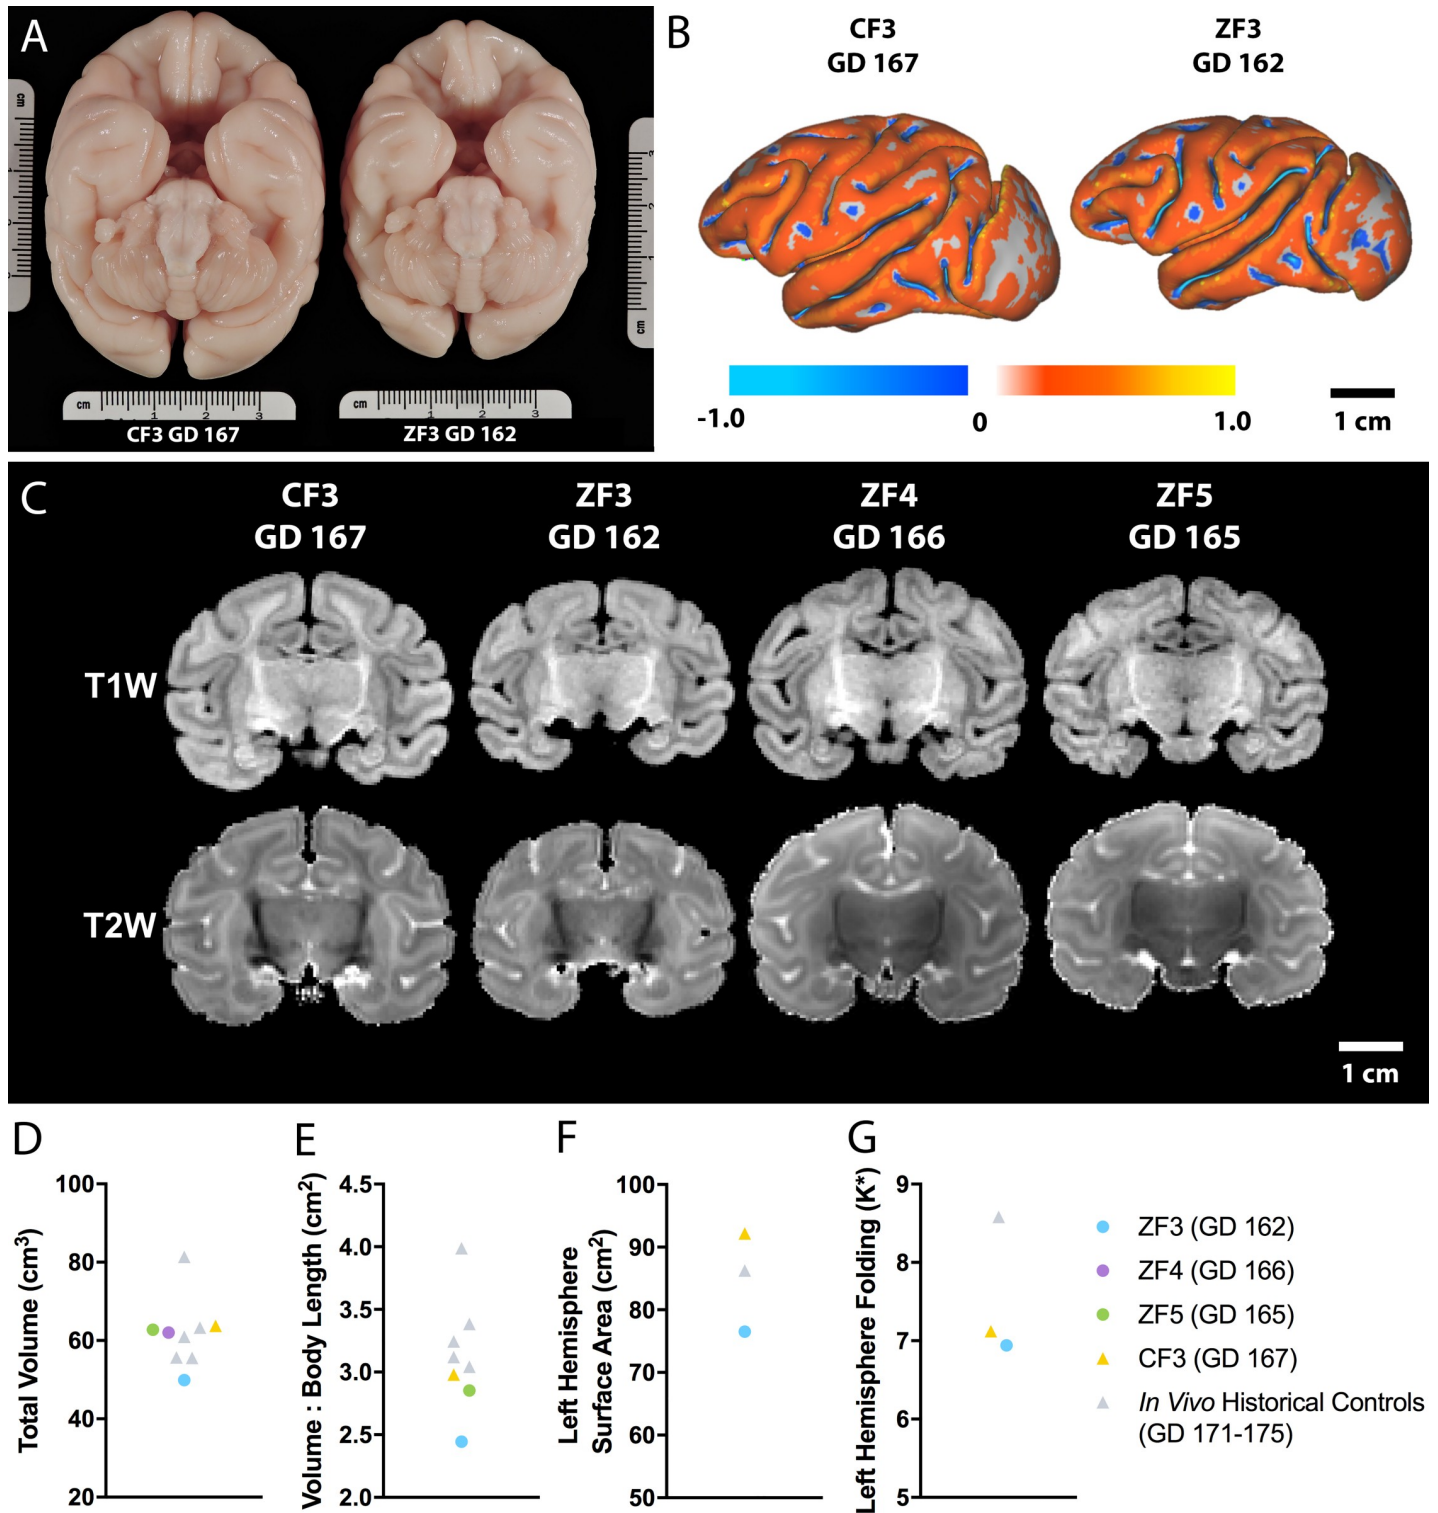 A
cm
1
2
3
cm
CF3 GD 167
cm
1
2
3
ZF3 GD 162
3
2
1
cm
B
CF3
GD 167
ZF3
GD 162
-1.0
0
1.0
1 cm
C
CF3
GD 167
ZF3
GD 162
ZF4
GD 166
ZF5
GD 165
T1W
T2W
1 cm
D
Total Volume (cm³)
100
80
60
40
20
E
Volume : Body Length (cm²)
4.5
4.0
3.5
3.0
2.5
2.0
F
Left Hemisphere
Surface Area (cm²)
100
90
80
70
60
50
G
Left Hemisphere Folding (K*)
9
8
7
6
5
ZF3 (GD 162)
ZF4 (GD 166)
ZF5 (GD 165)
CF3 (GD 167)
In Vivo Historical Controls
(GD 171-175)